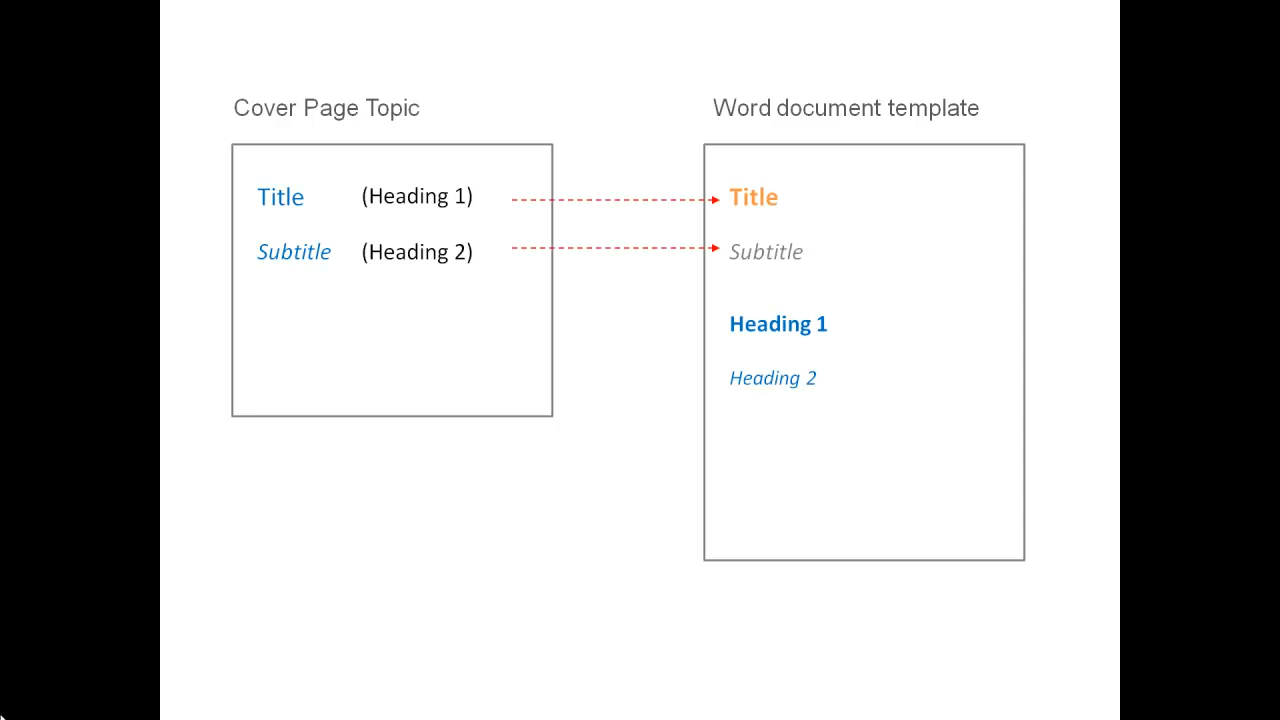 Cover Page Topic
Title (Heading 1)
Subtitle (Heading 2)
Word document template
Title
Subtitle
Heading 1
Heading 2